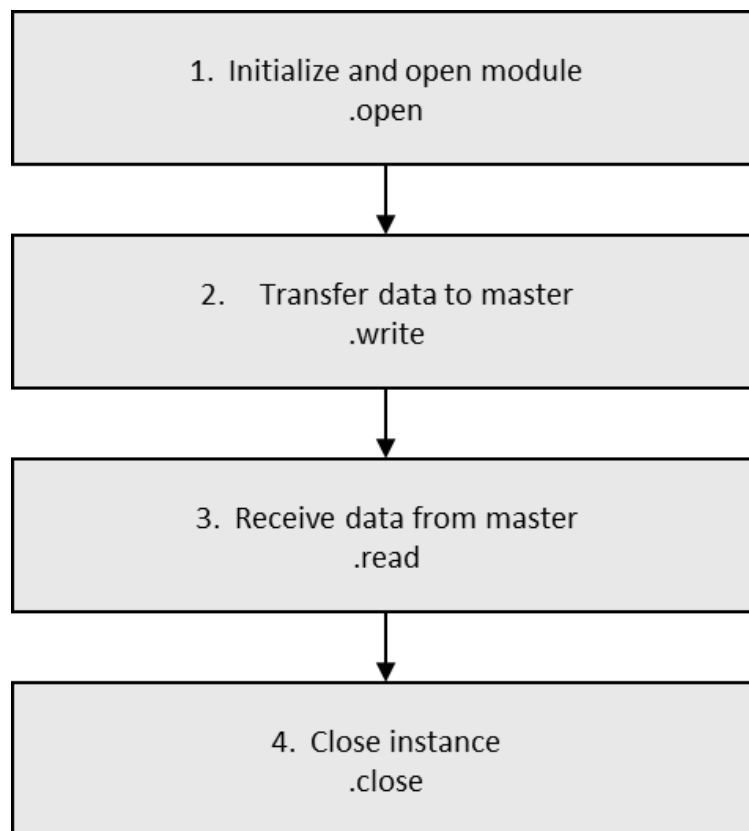 1. Initialize and open module
.open
2. Transfer data to master
.write
3. Receive data from master
.read
4. Close instance
.close